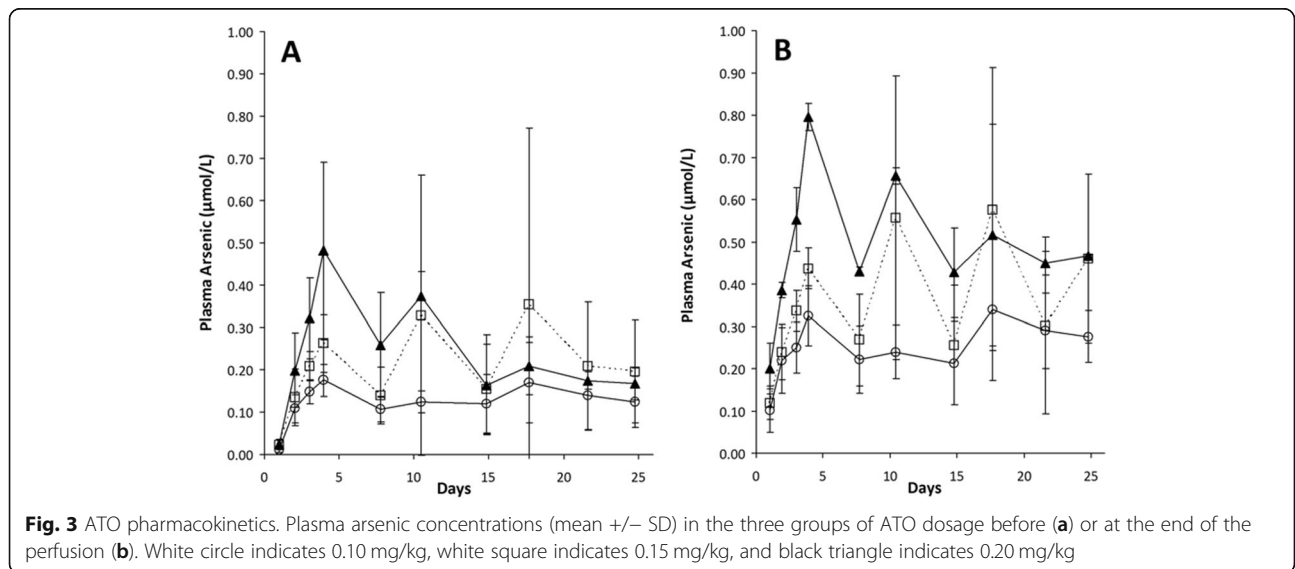 A
Plasma Arsenic (µmol/L)
1.00
0.90
0.80
0.70
0.60
0.50
0.40
0.30
0.20
0.10
0.00
0 5 10 15 20 25
Days
B
Plasma Arsenic (µmol/L)
1.00
0.90
0.80
0.70
0.60
0.50
0.40
0.30
0.20
0.10
0.00
0 5 10 15 20 25
Days
Fig. 3 ATO pharmacokinetics. Plasma arsenic concentrations (mean +/− SD) in the three groups of ATO dosage before (a) or at the end of the
perfusion (b). White circle indicates 0.10 mg/kg, white square indicates 0.15 mg/kg, and black triangle indicates 0.20 mg/kg